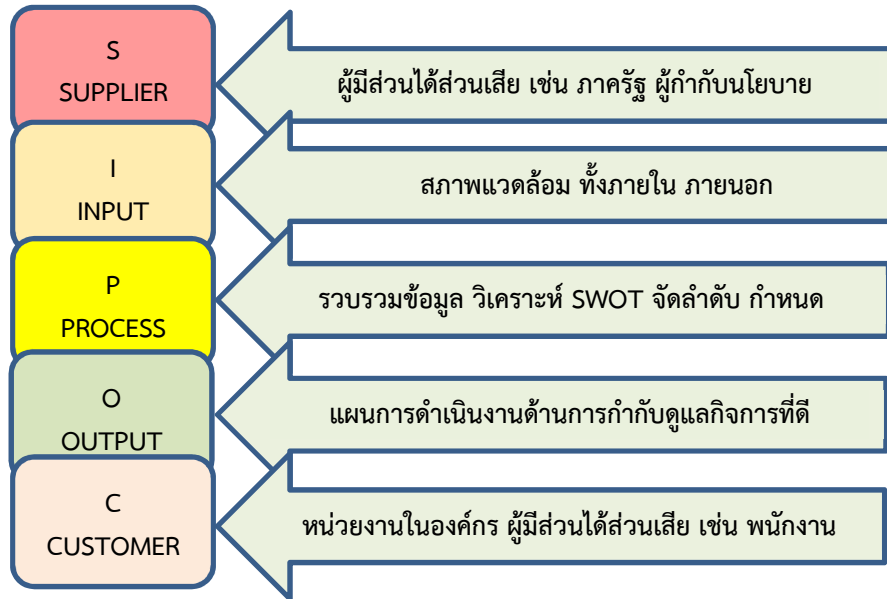 S
SUPPLIER
ผู้มีส่วนได้ส่วนเสีย เช่น ภาครัฐ ผู้กำกับนโยบาย
I
INPUT
สภาพแวดล้อม ทั้งภายใน ภายนอก
P
PROCESS
รวบรวมข้อมูล วิเคราะห์ SWOT จัดลำดับ กำหนด
O
OUTPUT
แผนการดำเนินงานด้านการกำกับดูแลกิจการที่ดี
C
CUSTOMER
หน่วยงานในองค์กร ผู้มีส่วนได้ส่วนเสีย เช่น พนักงาน